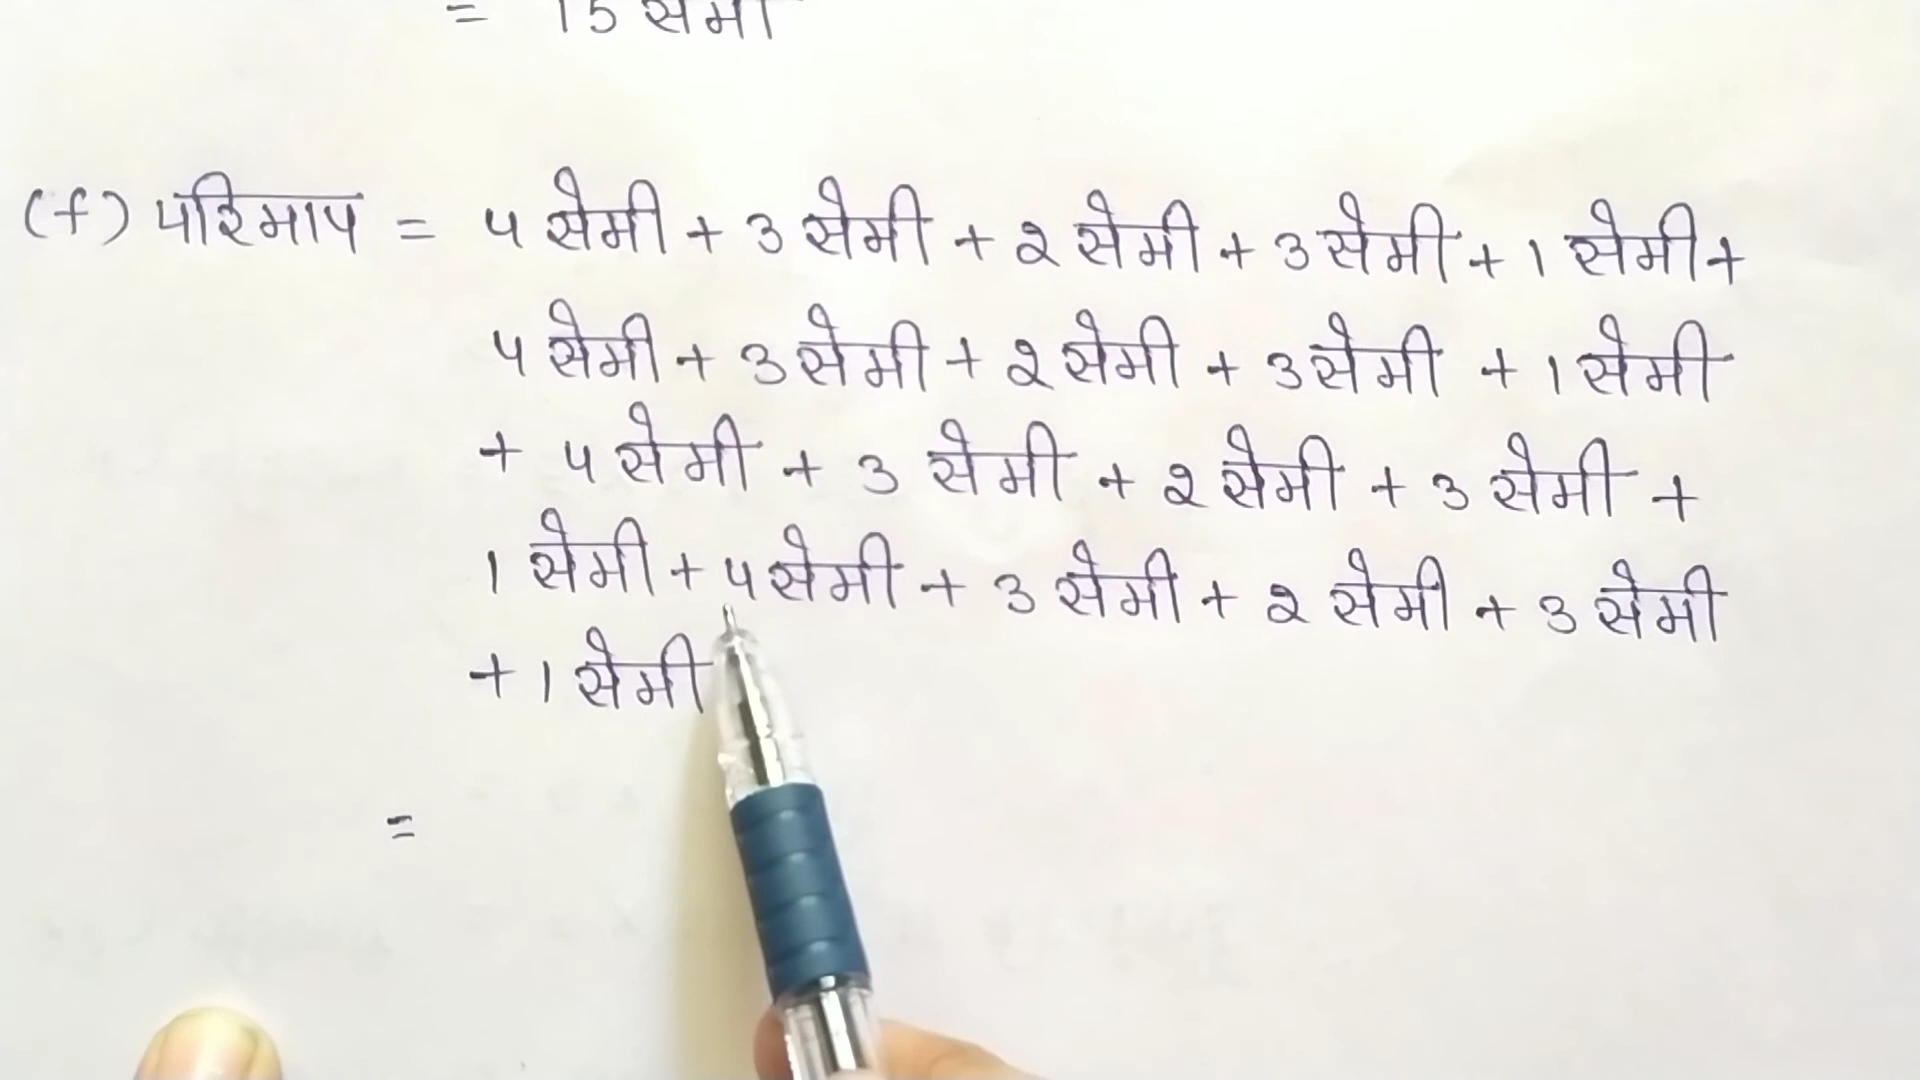 = 15 सेमी
(f) परिमाप = 4 सेमी + 3 सेमी + 2 सेमी + 3 सेमी + 1 सेमी +
4 सेमी + 3 सेमी + 2 सेमी + 3 सेमी + 1 सेमी
+ 4 सेमी + 3 सेमी + 2 सेमी + 3 सेमी +
1 सेमी + 4 सेमी + 3 सेमी + 2 सेमी + 3 सेमी
+ 1 सेमी
=